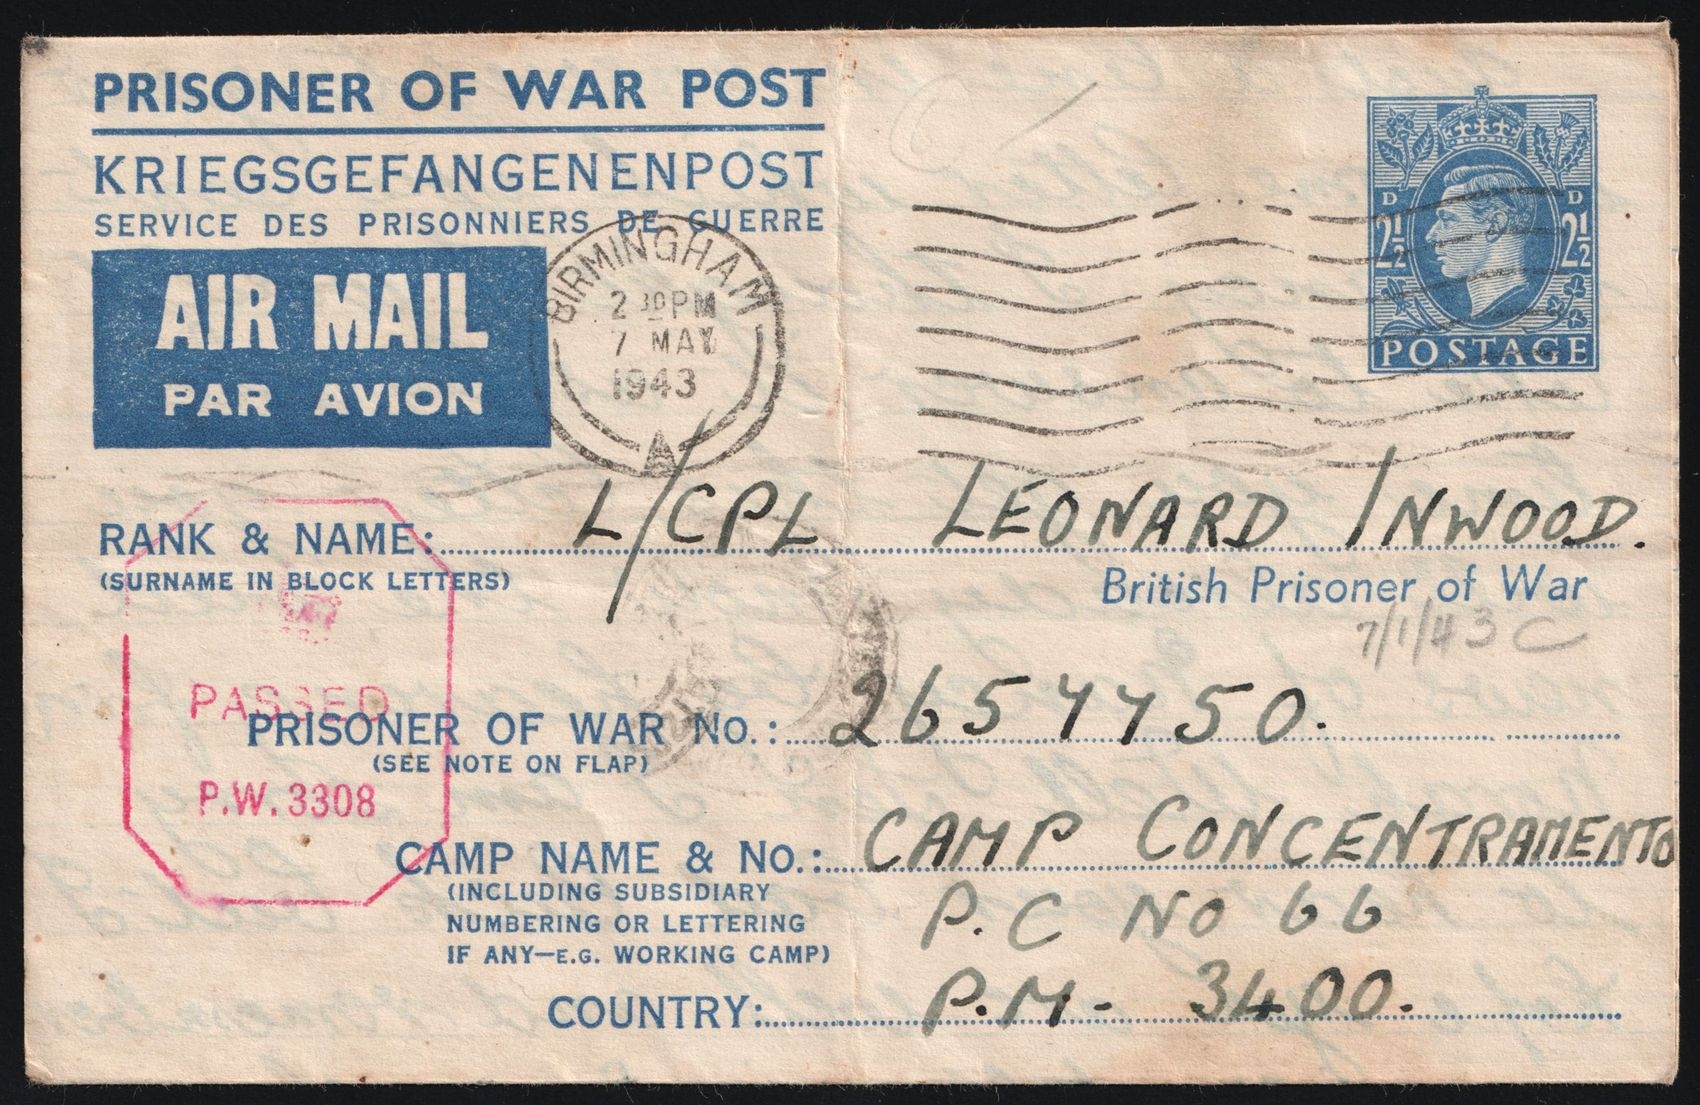 PRISONER OF WAR POST
KRIEGSGEFANGENENPOST
SERVICE DES PRISONNIERS DE GUERRE
AIR MAIL
PAR AVION
BIRMINGHAM
2 30 PM
7 MAY
1943
A
D D
2½ 2½
POSTAGE
RANK & NAME: L/CPL LEONARD INWOOD.
(SURNAME IN BLOCK LETTERS)
British Prisoner of War
7/1/43 C
PASSED
P.W. 3308
PRISONER OF WAR No.: 2657750.
(SEE NOTE ON FLAP)
CAMP NAME & No.: CAMP CONCENTRAMENTO
(INCLUDING SUBSIDIARY
NUMBERING OR LETTERING
IF ANY—E.G. WORKING CAMP)
P.C NO 66
COUNTRY: P.M. 3400.